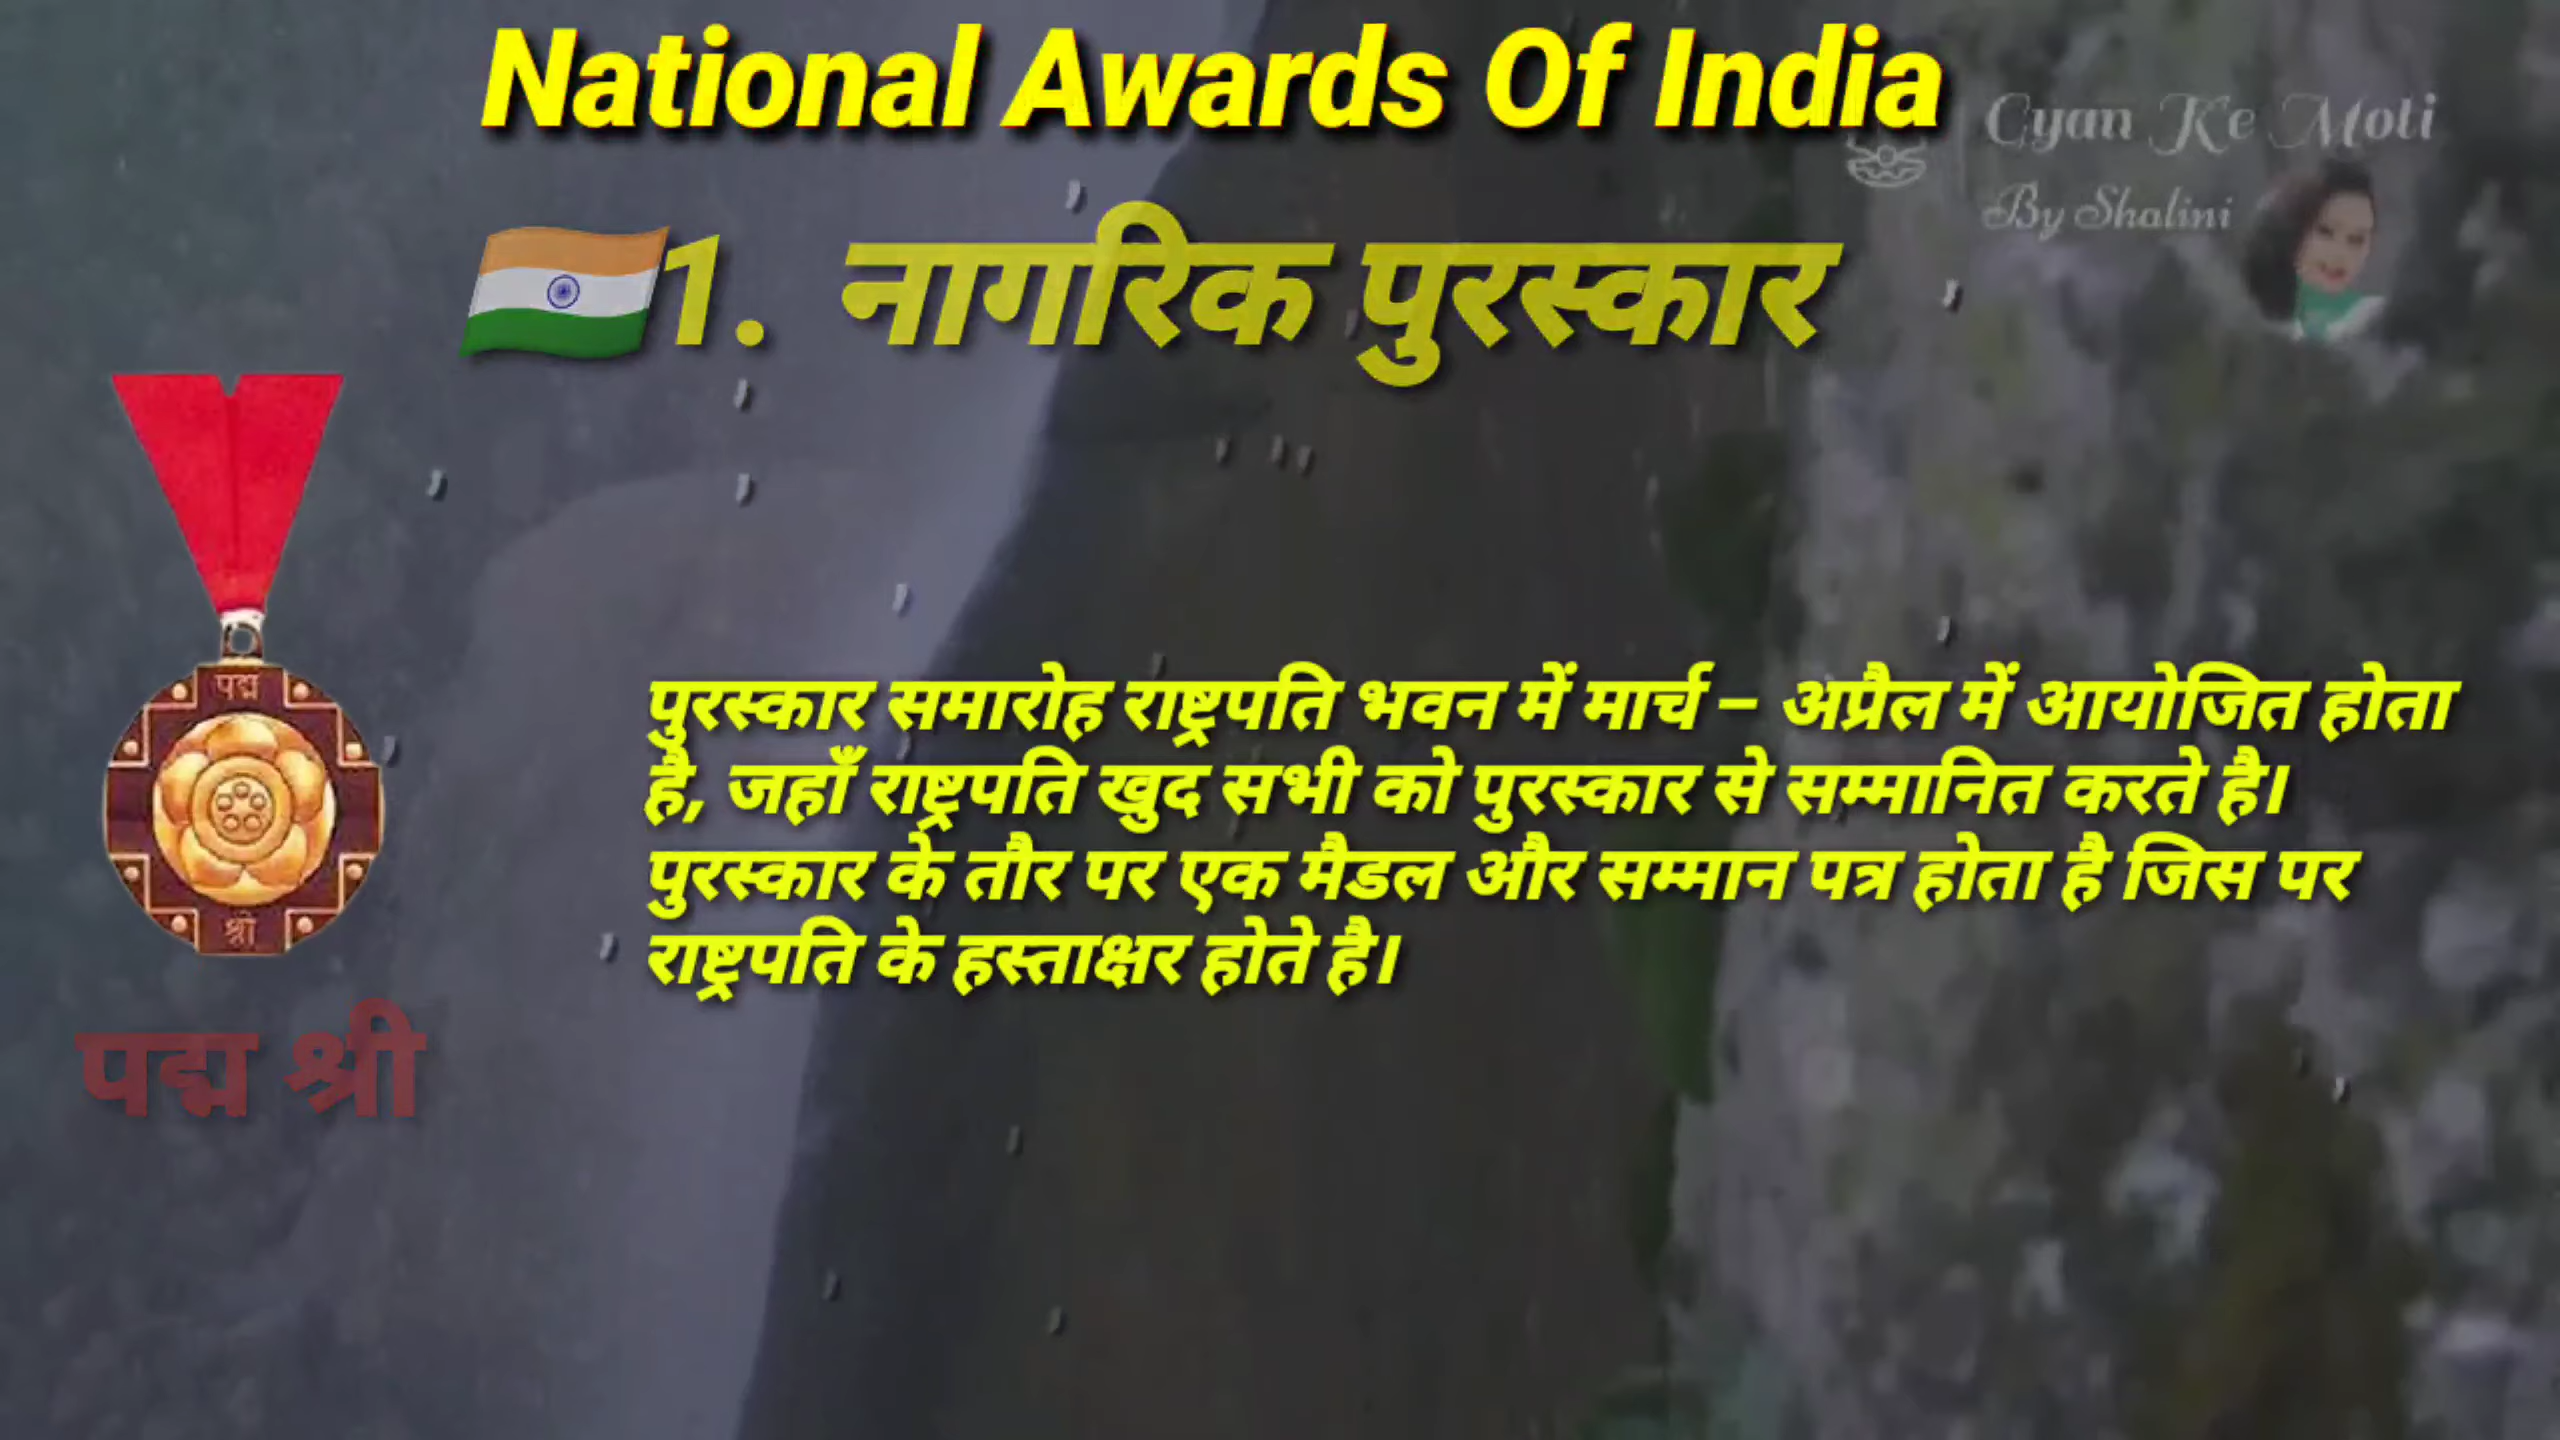 National Awards Of India
Gyan Ke Moti
By Shalini
🇮🇳1. नागरिक पुरस्कार
पद्म
श्री
पद्म श्री
पुरस्कार समारोह राष्ट्रपति भवन में मार्च – अप्रैल में आयोजित होता
है, जहाँ राष्ट्रपति खुद सभी को पुरस्कार से सम्मानित करते है।
पुरस्कार के तौर पर एक मैडल और सम्मान पत्र होता है जिस पर
राष्ट्रपति के हस्ताक्षर होते है।